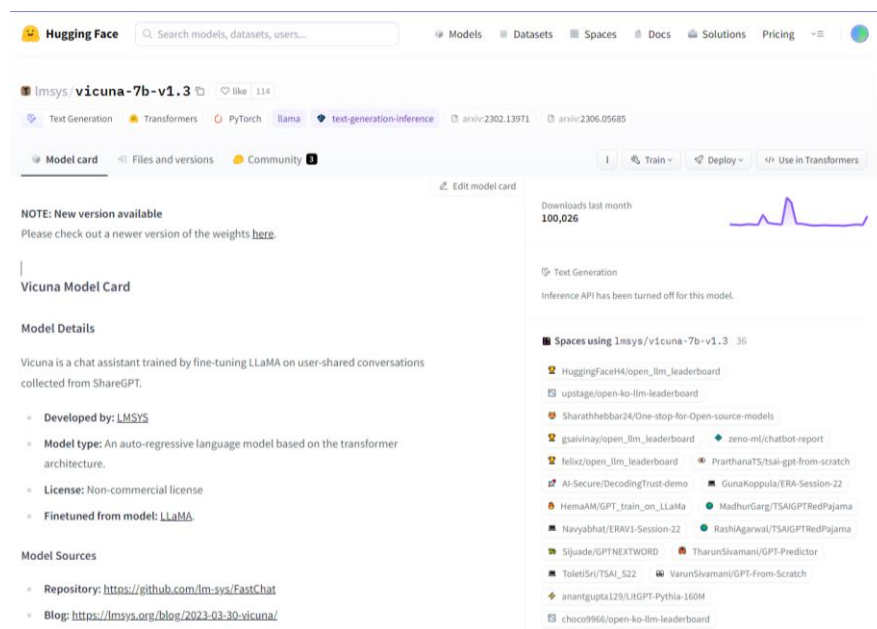 Hugging Face
Search models, datasets, users...
Models Datasets Spaces Docs Solutions Pricing
lmsys/vicuna-7b-v1.3 like 114
Text Generation Transformers PyTorch llama text-generation-inference arxiv:2302.13971 arxiv:2306.05685
Model card Files and versions Community 3
Train Deploy </> Use in Transformers
Edit model card
NOTE: New version available
Please check out a newer version of the weights here.
Vicuna Model Card
Model Details
Vicuna is a chat assistant trained by fine-tuning LLaMA on user-shared conversations
collected from ShareGPT.
Developed by: LMSYS
Model type: An auto-regressive language model based on the transformer
architecture.
License: Non-commercial license
Finetuned from model: LLaMA.
Model Sources
Repository: https://github.com/lm-sys/FastChat
Blog: https://lmsys.org/blog/2023-03-30-vicuna/
Downloads last month
100,026
Text Generation
Inference API has been turned off for this model.
Spaces using lmsys/vicuna-7b-v1.3 36
HuggingFaceH4/open_llm_leaderboard
upstage/open-ko-llm-leaderboard
Sharathhebbar24/One-stop-for-Open-source-models
gsaivinay/open_llm_leaderboard zeno-ml/chatbot-report
felixz/open_llm_leaderboard PrarthanaTS/tsai-gpt-from-scratch
AI-Secure/DecodingTrust-demo GunaKoppula/ERA-Session-22
HemaAM/GPT_train_on_LLaMa MadhurGarg/TSAIGPTRedPajama
Navyabhat/ERAV1-Session-22 RashiAgarwal/TSAIGPTRedPajama
Sijuade/GPTNEXTWORD TharunSivamani/GPT-Predictor
ToletiSri/TSAI_S22 VarunSivamani/GPT-From-Scratch
anantgupta129/LitGPT-Pythia-160M
choco9966/open-ko-llm-leaderboard